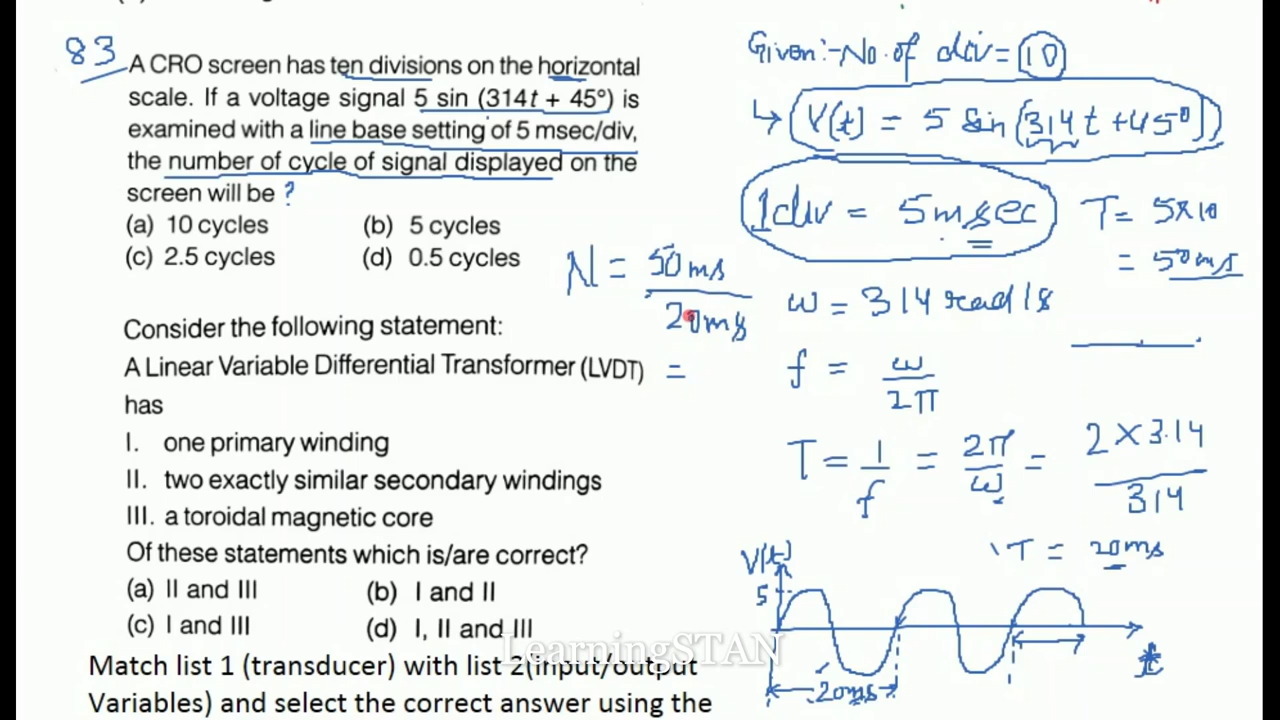 83
A CRO screen has ten divisions on the horizontal
scale. If a voltage signal 5 sin (314t + 45°) is
examined with a line base setting of 5 msec/div,
the number of cycle of signal displayed on the
screen will be ?
(a) 10 cycles (b) 5 cycles
(c) 2.5 cycles (d) 0.5 cycles
Consider the following statement:
A Linear Variable Differential Transformer (LVDT)
has
I. one primary winding
II. two exactly similar secondary windings
III. a toroidal magnetic core
Of these statements which is/are correct?
(a) II and III (b) I and II
(c) I and III (d) I, II and III
Match list 1 (transducer) with list 2(input/output
Variables) and select the correct answer using the
Given:- No. of div = 10
↳ V(t) = 5 Sin(314t + 45°)
1div = 5msec
T = 5×10
= 50ms
N = 50ms / 20ms
=
ω = 314 rad/s
f = ω / 2π
T = 1/f = 2π/ω = 2 × 3.14 / 314
T = 20ms
V(t)
5
t
20ms
LearningSTAN